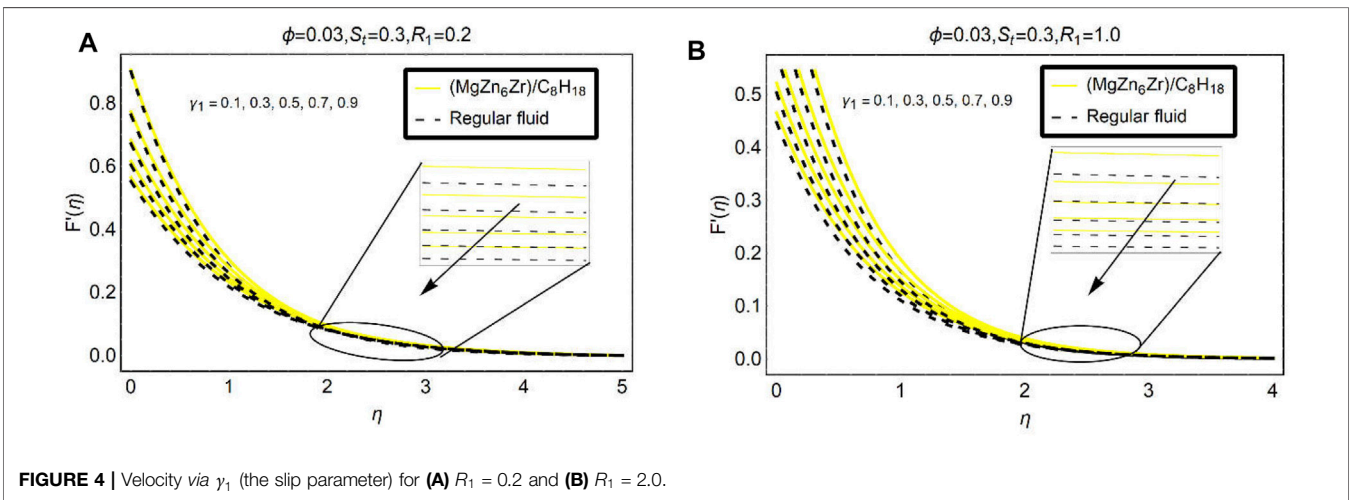 A
ϕ=0.03,Sₜ=0.3,R₁=0.2
(MgZn₆Zr)/C₈H₁₈
Regular fluid
γ₁ = 0.1, 0.3, 0.5, 0.7, 0.9
F'(η)
0.8
0.6
0.4
0.2
0.0
0 1 2 3 4 5
η
B
ϕ=0.03,Sₜ=0.3,R₁=1.0
(MgZn₆Zr)/C₈H₁₈
Regular fluid
γ₁ = 0.1, 0.3, 0.5, 0.7, 0.9
F'(η)
0.5
0.4
0.3
0.2
0.1
0.0
0 1 2 3 4
η
FIGURE 4 | Velocity via γ₁ (the slip parameter) for (A) R₁ = 0.2 and (B) R₁ = 2.0.